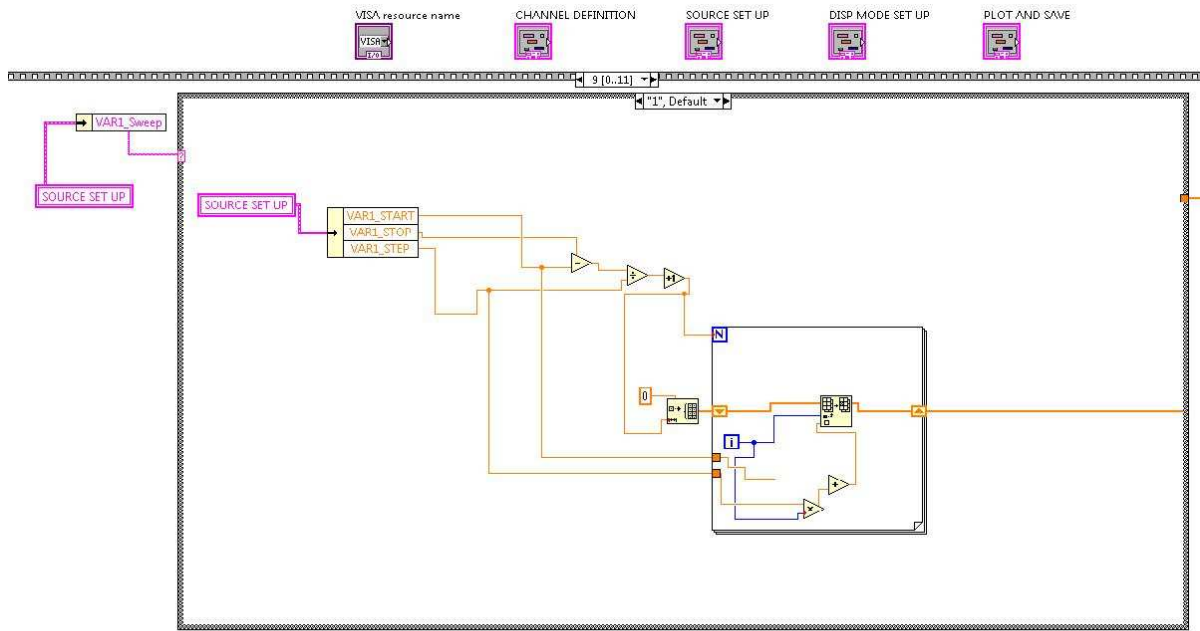 VISA resource name
CHANNEL DEFINITION
SOURCE SET UP
DISP MODE SET UP
PLOT AND SAVE
VISA
I/O
9 [0..11]
"1", Default
VAR1_Sweep
?
SOURCE SET UP
SOURCE SET UP
VAR1_START
VAR1_STOP
VAR1_STEP
-
÷
+1
N
0
i
+
x